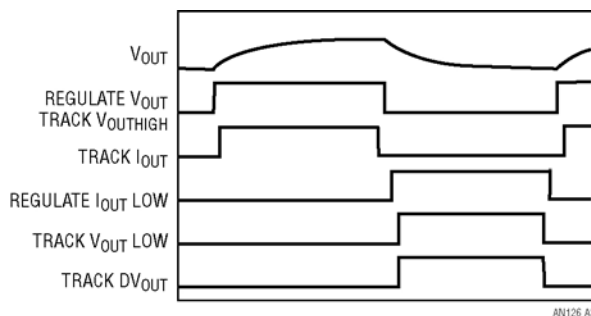 VOUT
REGULATE VOUT
TRACK VOUTHIGH
TRACK IOUT
REGULATE IOUT LOW
TRACK VOUT LOW
TRACK DVOUT
AN126